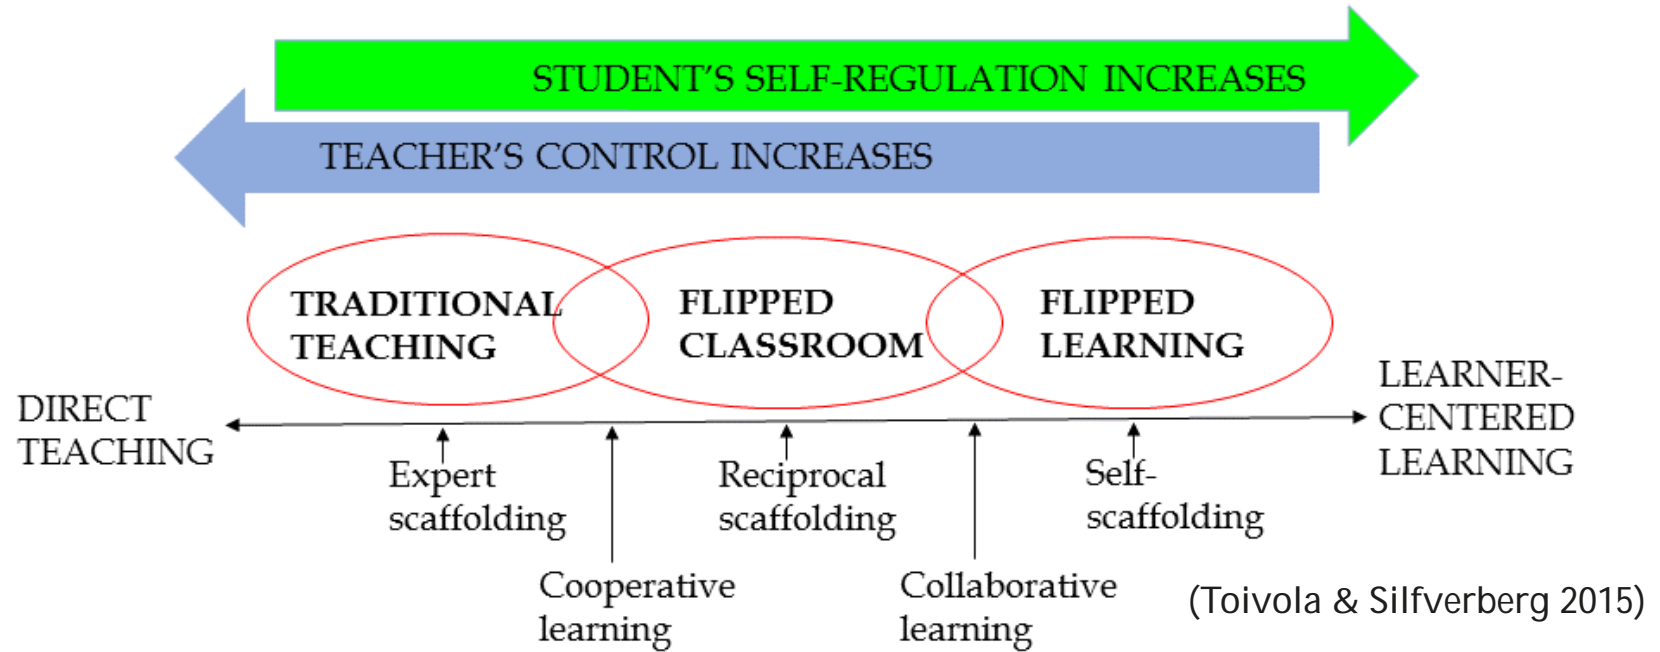 STUDENT’S SELF-REGULATION INCREASES
TEACHER’S CONTROL INCREASES
TRADITIONAL
TEACHING
FLIPPED
CLASSROOM
FLIPPED
LEARNING
DIRECT
TEACHING
LEARNER-
CENTERED
LEARNING
Expert
scaffolding
Reciprocal
scaffolding
Self-
scaffolding
Cooperative
learning
Collaborative
learning
(Toivola & Silfverberg 2015)